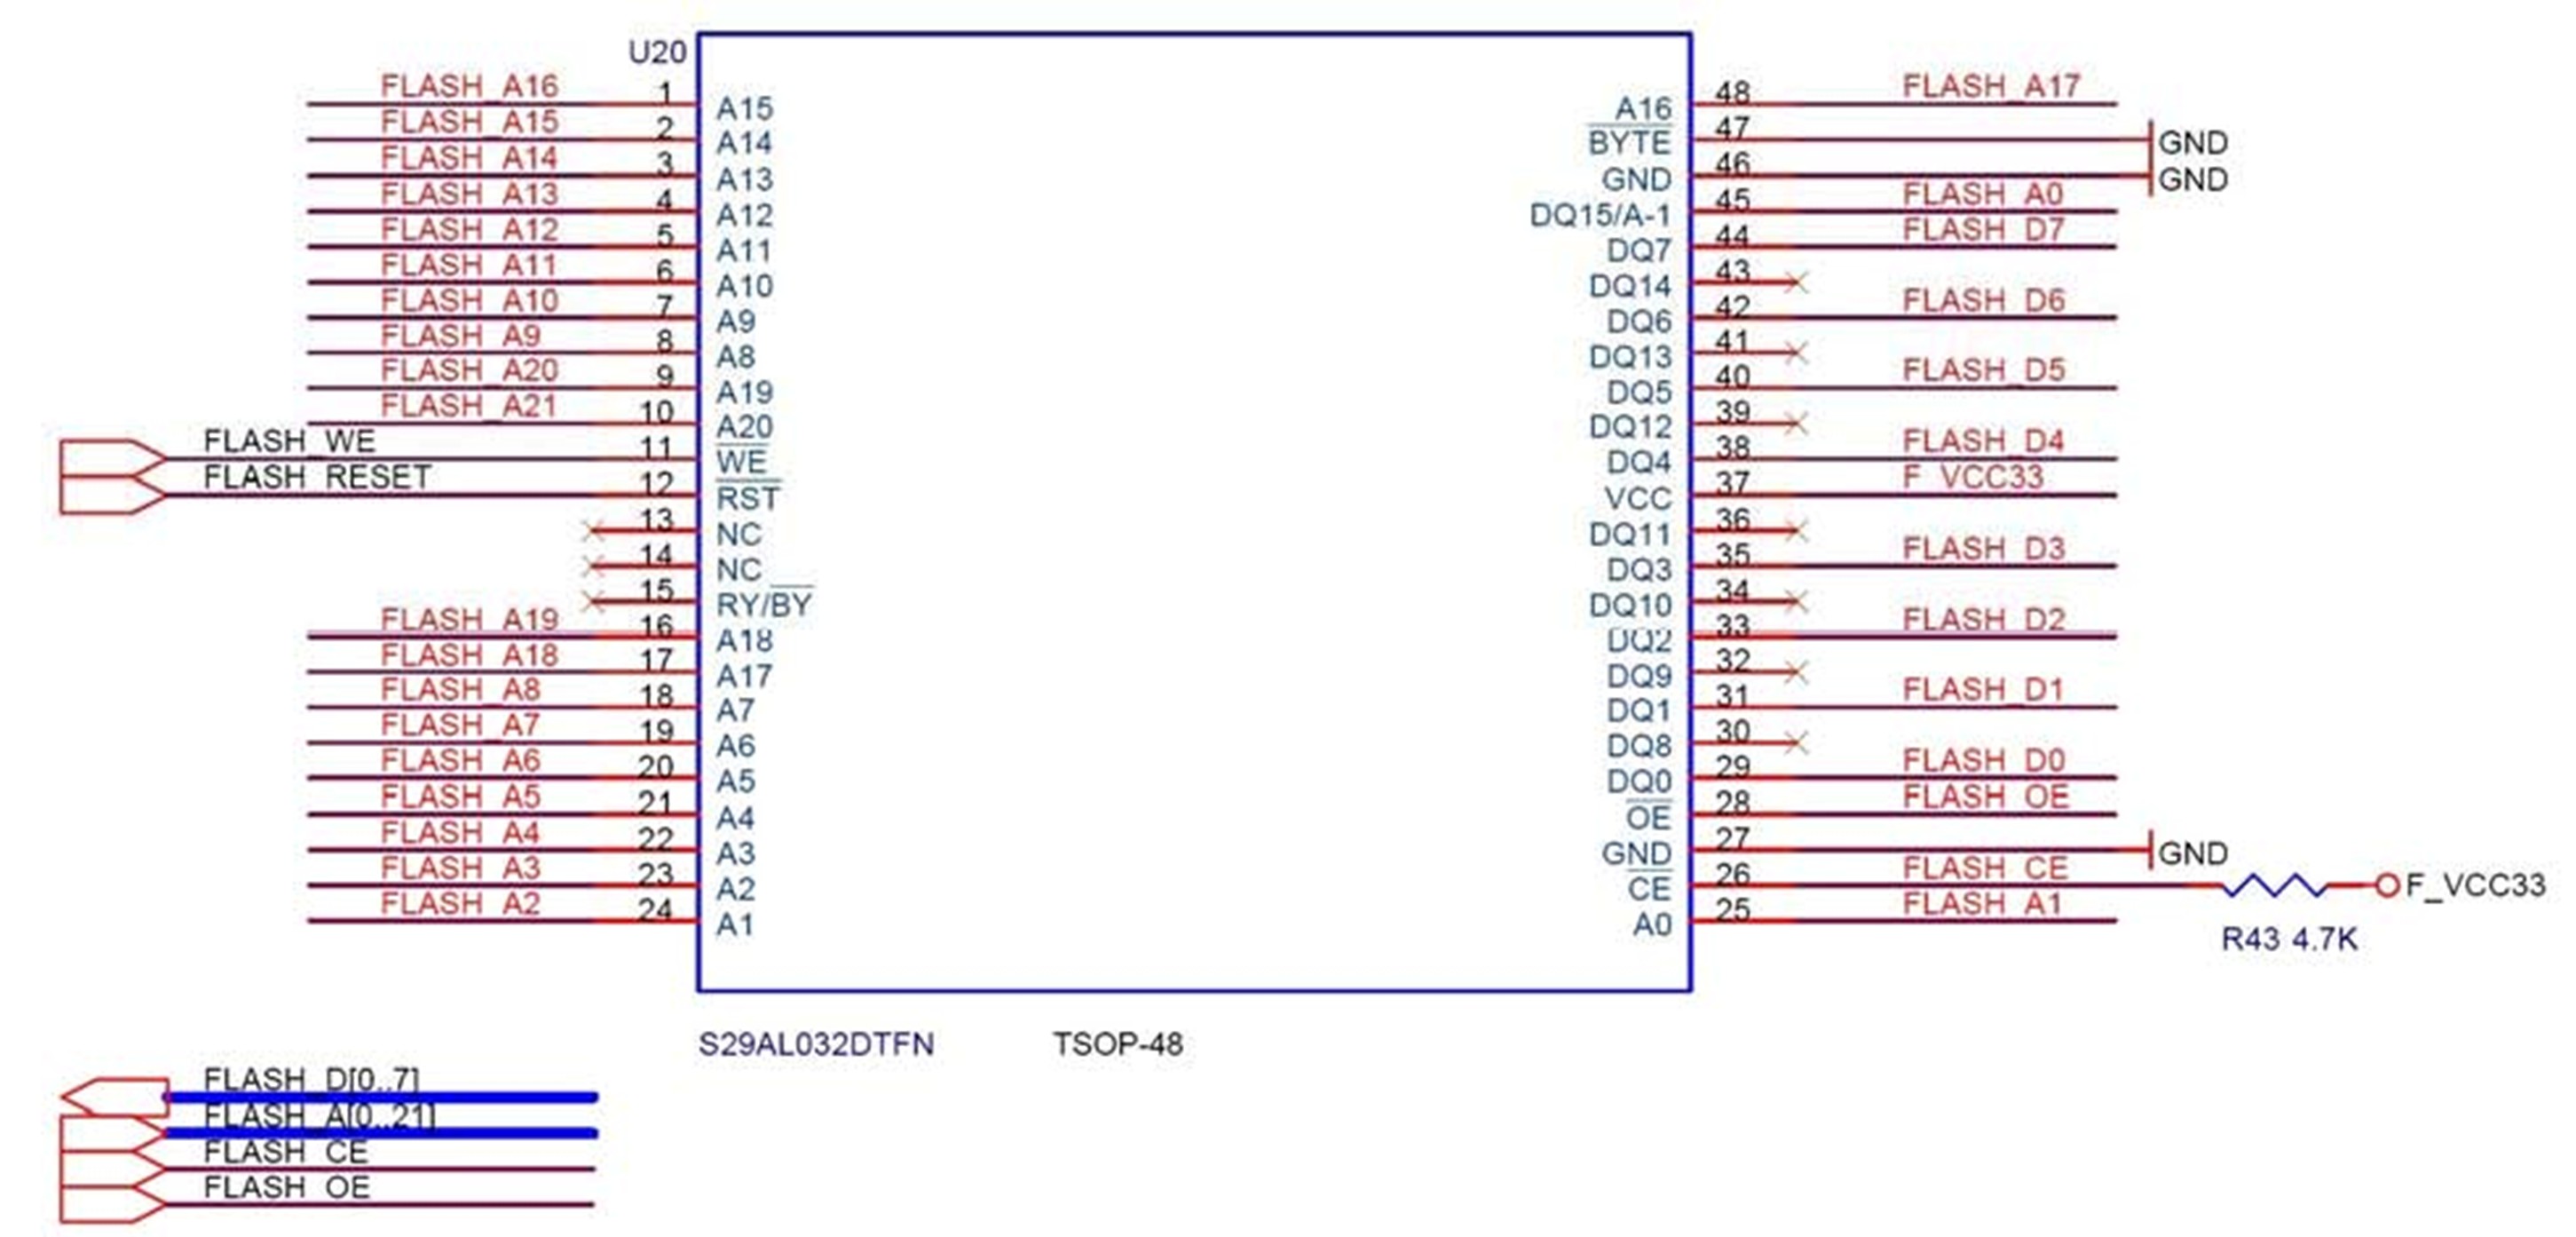 U20
FLASH_A16 1 A15 A16 48 FLASH_A17
FLASH_A15 2 A14 BYTE 47 GND
FLASH_A14 3 A13 GND 46 GND
FLASH_A13 4 A12 DQ15/A-1 45 FLASH_A0
FLASH_A12 5 A11 DQ7 44 FLASH_D7
FLASH_A11 6 A10 DQ14 43
FLASH_A10 7 A9 DQ6 42 FLASH_D6
FLASH_A9 8 A8 DQ13 41
FLASH_A20 9 A19 DQ5 40 FLASH_D5
FLASH_A21 10 A20 DQ12 39
FLASH_WE 11 WE DQ4 38 FLASH_D4
FLASH_RESET 12 RST VCC 37 F_VCC33
13 NC DQ11 36
14 NC DQ3 35 FLASH_D3
15 RY/BY DQ10 34
FLASH_A19 16 A18 DQ2 33 FLASH_D2
FLASH_A18 17 A17 DQ9 32
FLASH_A8 18 A7 DQ1 31 FLASH_D1
FLASH_A7 19 A6 DQ8 30
FLASH_A6 20 A5 DQ0 29 FLASH_D0
FLASH_A5 21 A4 OE 28 FLASH_OE
FLASH_A4 22 A3 GND 27 GND
FLASH_A3 23 A2 CE 26 FLASH_CE F_VCC33
FLASH_A2 24 A1 A0 25 FLASH_A1
R43 4.7K
S29AL032DTFN TSOP-48
FLASH_D[0..7]
FLASH_A[0..21]
FLASH_CE
FLASH_OE